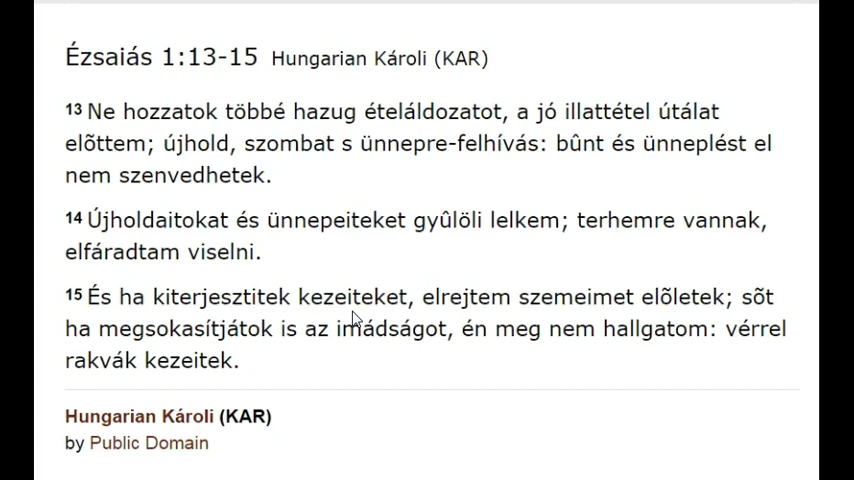 Ézsaiás 1:13-15 Hungarian Károli (KAR)
13 Ne hozzatok többé hazug ételáldozatot, a jó illattétel útálat
elõttem; újhold, szombat s ünnepre-felhívás: bûnt és ünneplést el
nem szenvedhetek.
14 Újholdaitokat és ünnepeiteket gyûlöli lelkem; terhemre vannak,
elfáradtam viselni.
15 És ha kiterjesztitek kezeiteket, elrejtem szemeimet elõletek; sõt
ha megsokasítjátok is az imádságot, én meg nem hallgatom: vérrel
rakvák kezeitek.
Hungarian Károli (KAR)
by Public Domain